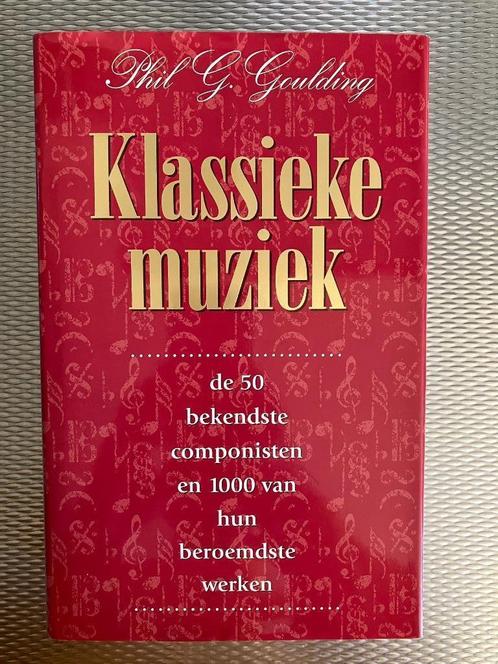 Phil G. Goulding
Klassieke
muziek
de 50
bekendste
componisten
en 1000 van
hun
beroemdste
werken